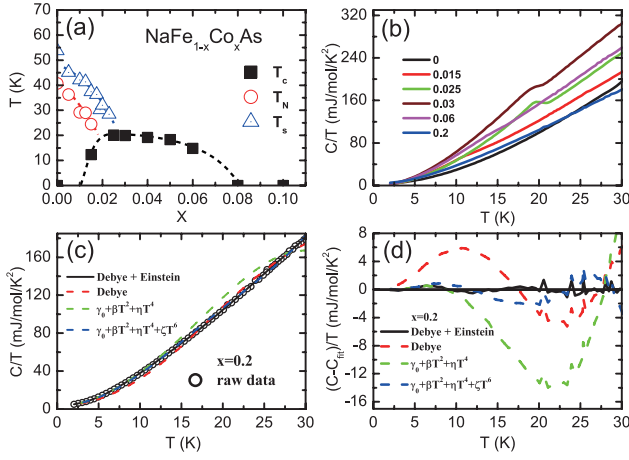 (a) NaFe1-xCoxAs
T (K)
70
60
50
40
30
20
10
0
Tc
TN
Ts
0.00 0.02 0.04 0.06 0.08 0.10
X
(b)
C/T (mJ/mol/K²)
320
240
160
80
0
0
0.015
0.025
0.03
0.06
0.2
0 5 10 15 20 25 30
T (K)
(c)
C/T (mJ/mol/K²)
160
120
80
40
0
Debye + Einstein
Debye
γ0+βT²+ηT⁴
γ0+βT²+ηT⁴+ζT⁶
x=0.2
raw data
0 5 10 15 20 25 30
T (K)
(d)
(C-Cfit)/T (mJ/mol/K²)
8
4
0
-4
-8
-12
-16
x=0.2
Debye + Einstein
Debye
γ0+βT²+ηT⁴
γ0+βT²+ηT⁴+ζT⁶
0 5 10 15 20 25 30
T (K)